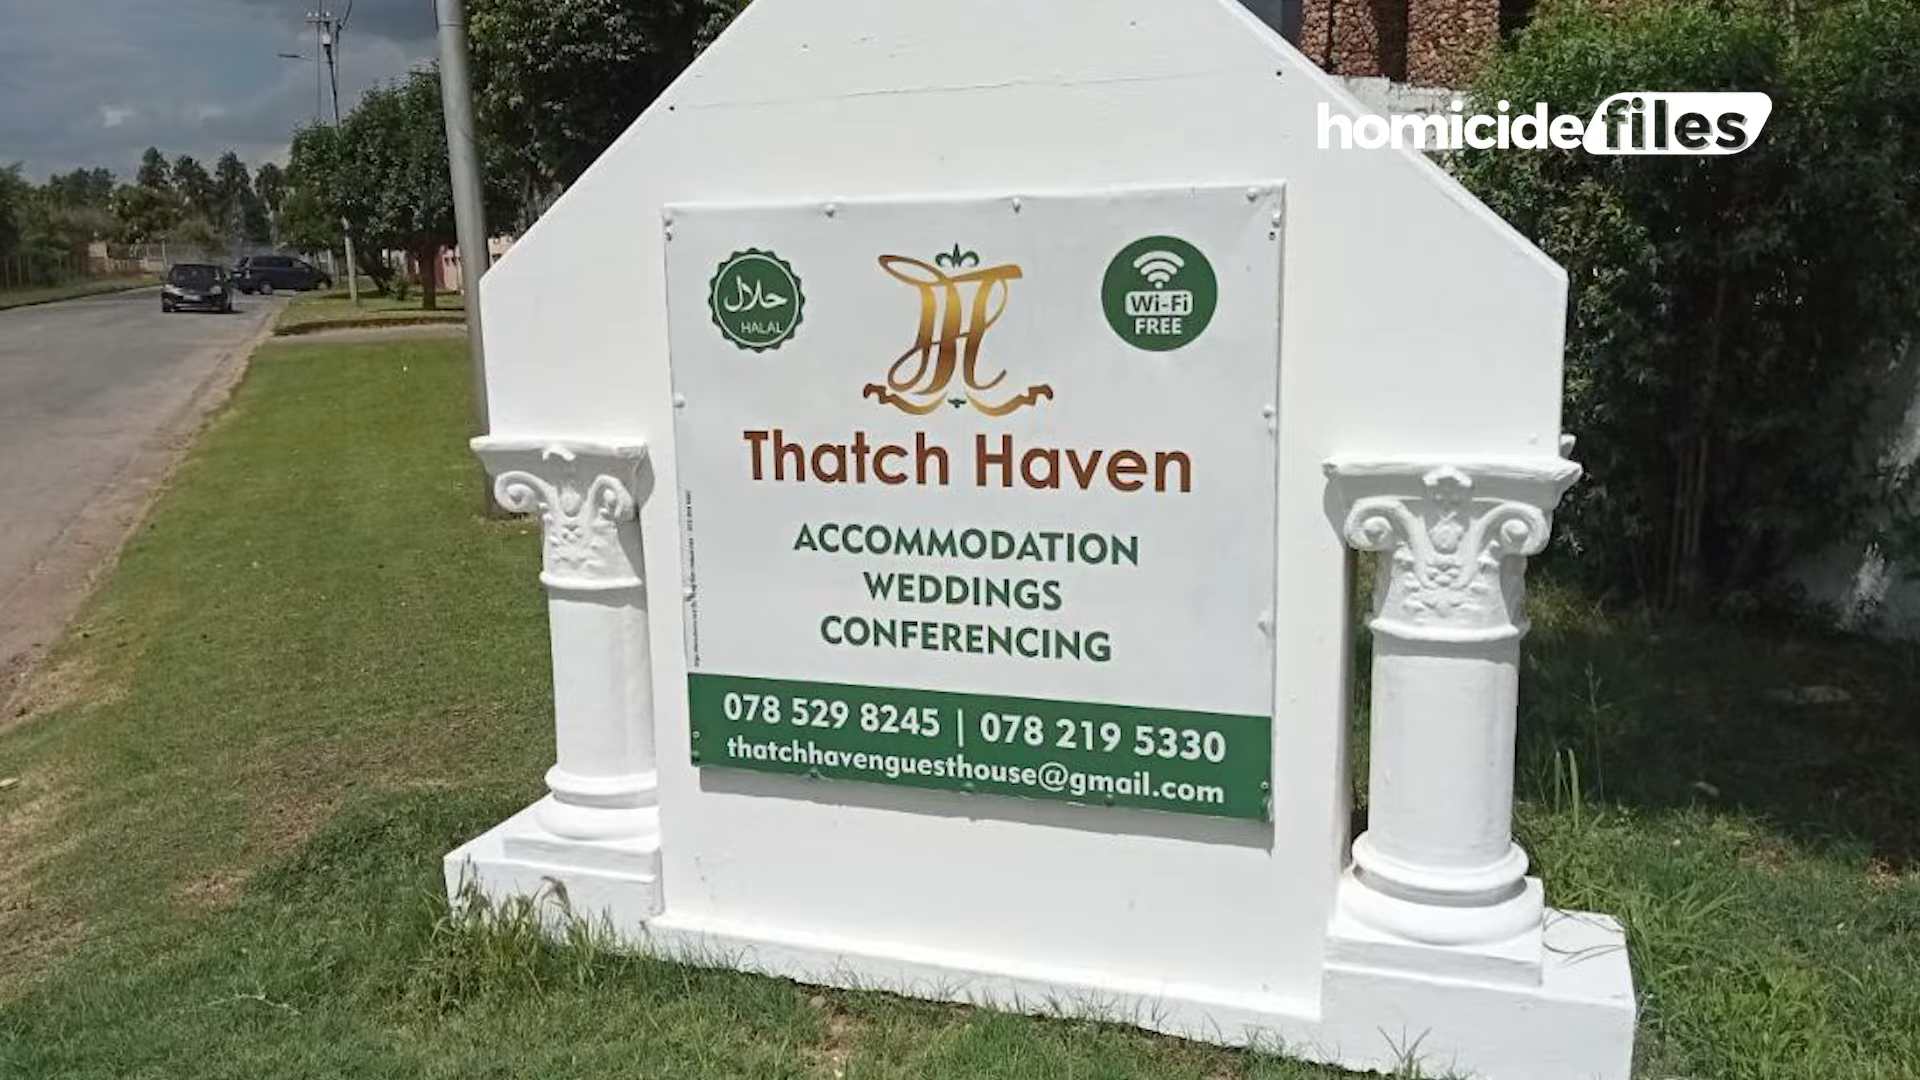 homicide files
حلال
HALAL
TH
Wi-Fi
FREE
Thatch Haven
ACCOMMODATION
WEDDINGS
CONFERENCING
078 529 8245 | 078 219 5330
thatchhavenguesthouse@gmail.com